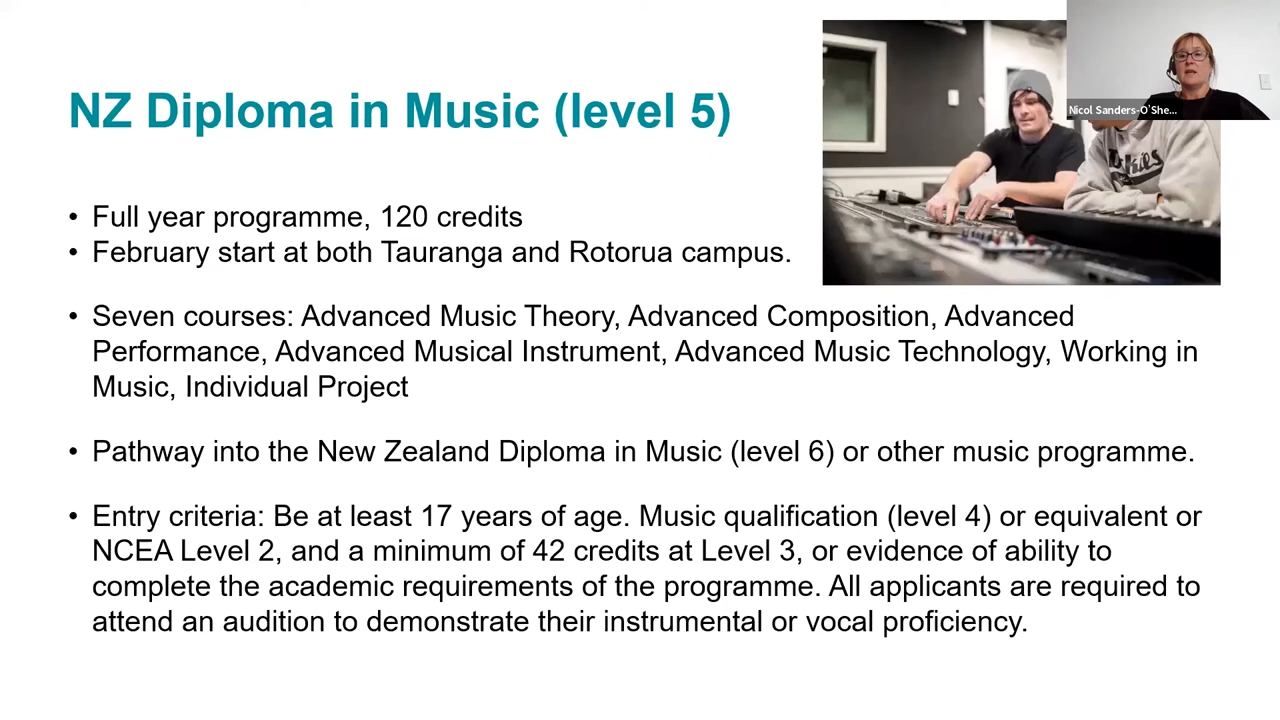 NZ Diploma in Music (level 5)
Nicol Sanders-O'She...
• Full year programme, 120 credits
• February start at both Tauranga and Rotorua campus.
• Seven courses: Advanced Music Theory, Advanced Composition, Advanced
Performance, Advanced Musical Instrument, Advanced Music Technology, Working in
Music, Individual Project
• Pathway into the New Zealand Diploma in Music (level 6) or other music programme.
• Entry criteria: Be at least 17 years of age. Music qualification (level 4) or equivalent or
NCEA Level 2, and a minimum of 42 credits at Level 3, or evidence of ability to
complete the academic requirements of the programme. All applicants are required to
attend an audition to demonstrate their instrumental or vocal proficiency.